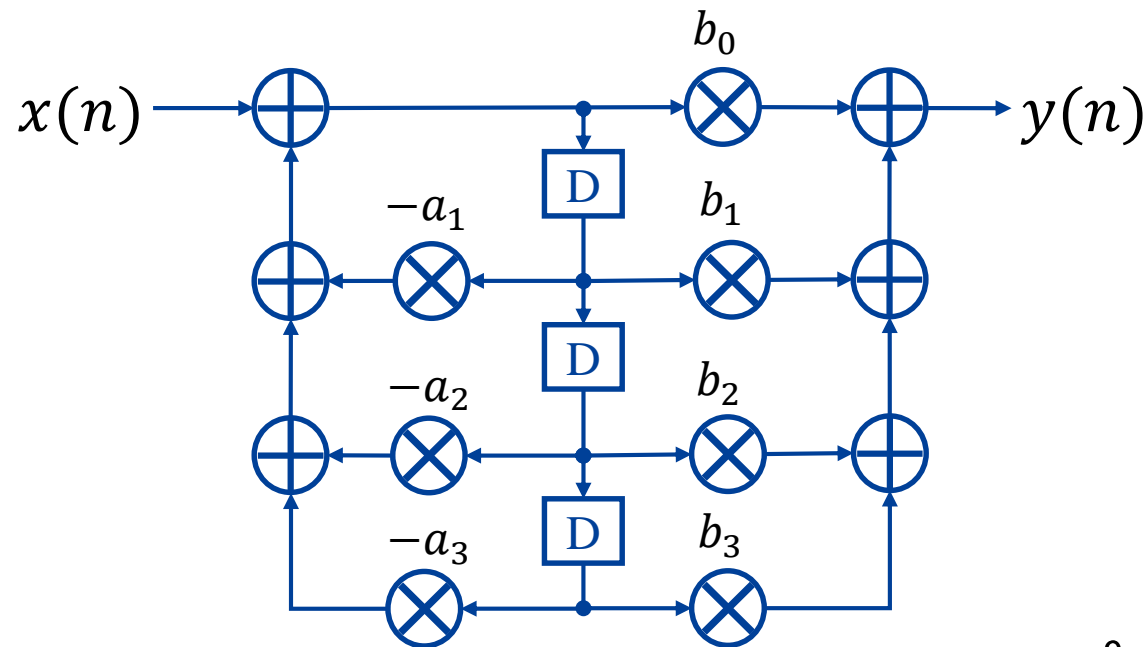 b₀
x(n) y(n)
D
−a₁ b₁
D
−a₂ b₂
D
−a₃ b₃